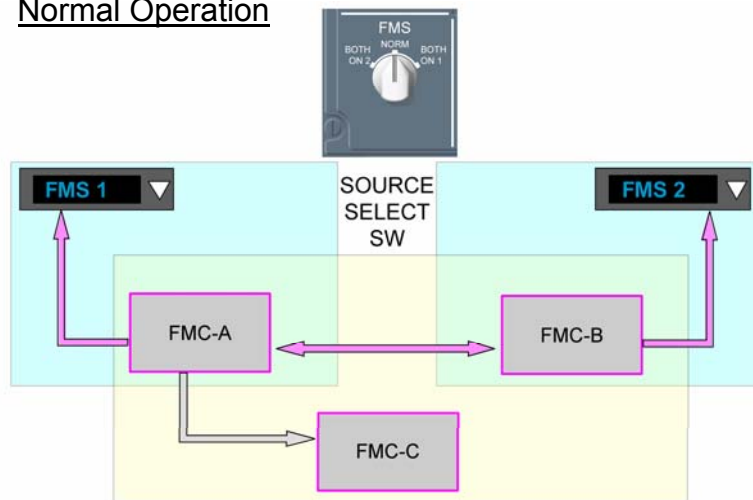 Normal Operation
FMS
NORM
BOTH
ON 2
BOTH
ON 1
FMS 1
SOURCE
SELECT
SW
FMS 2
FMC-A
FMC-B
FMC-C